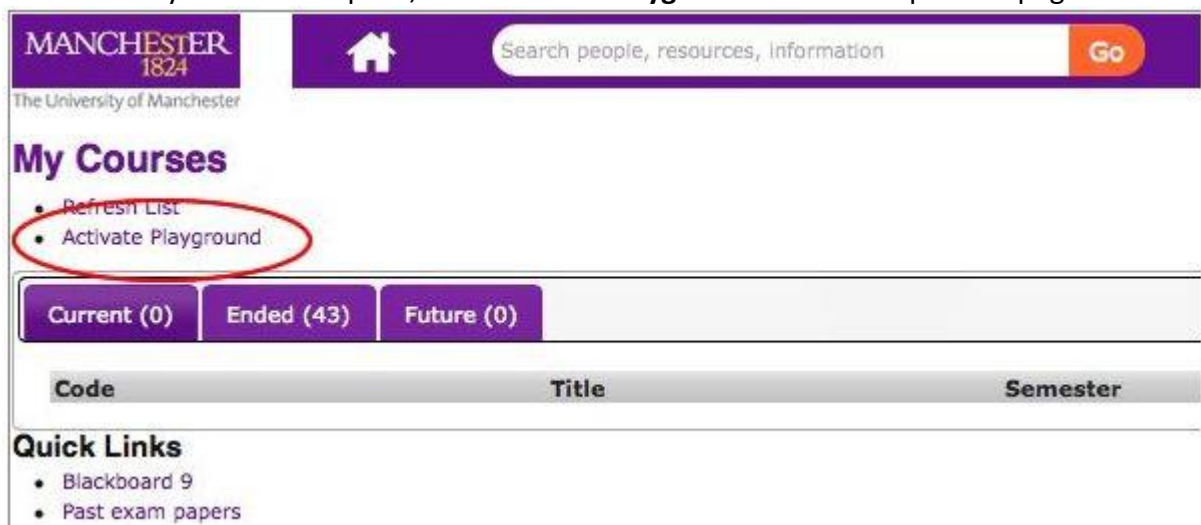 MANCHESTER
1824
The University of Manchester
Search people, resources, information
Go
My Courses
Refresh List
Activate Playground
Current (0) Ended (43) Future (0)
Code Title Semester
Quick Links
Blackboard 9
Past exam papers